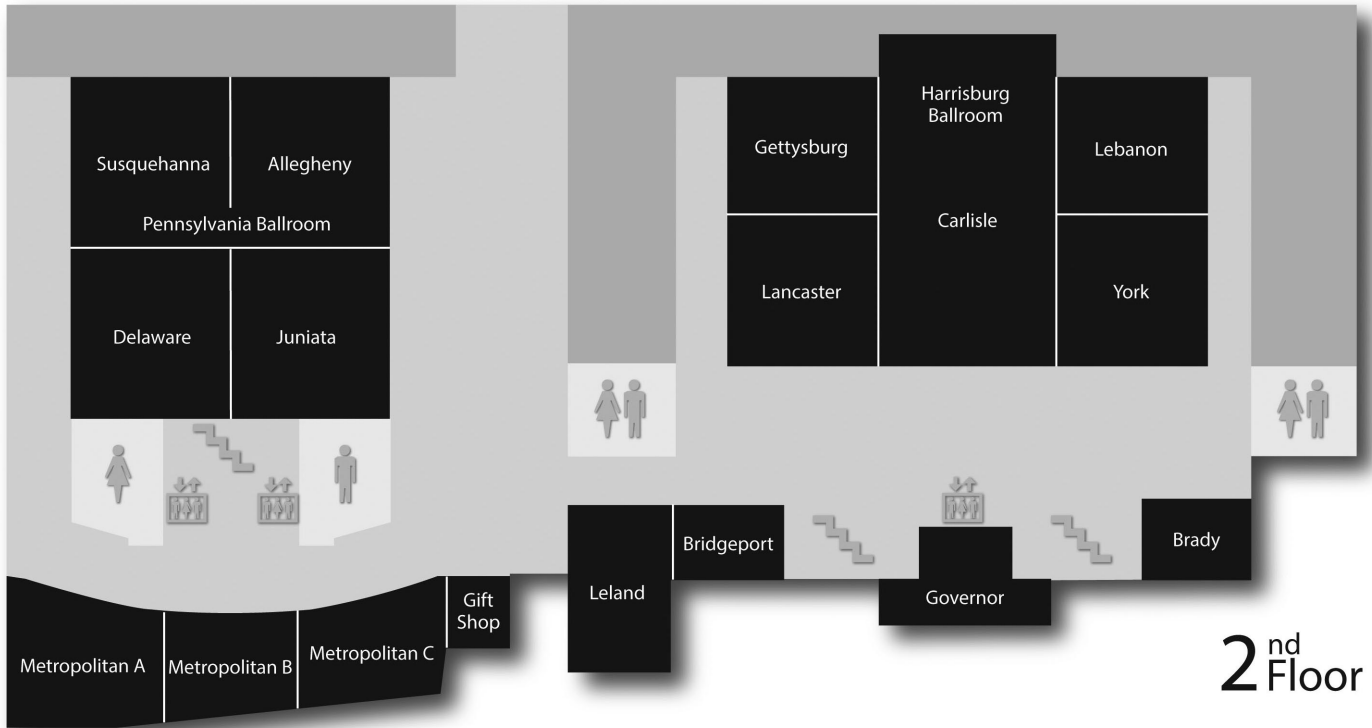 Susquehanna
Allegheny
Pennsylvania Ballroom
Delaware
Juniata
Gettysburg
Harrisburg
Ballroom
Lebanon
Carlisle
Lancaster
York
Leland
Bridgeport
Governor
Brady
Metropolitan A
Metropolitan B
Metropolitan C
Gift
Shop
2nd
Floor